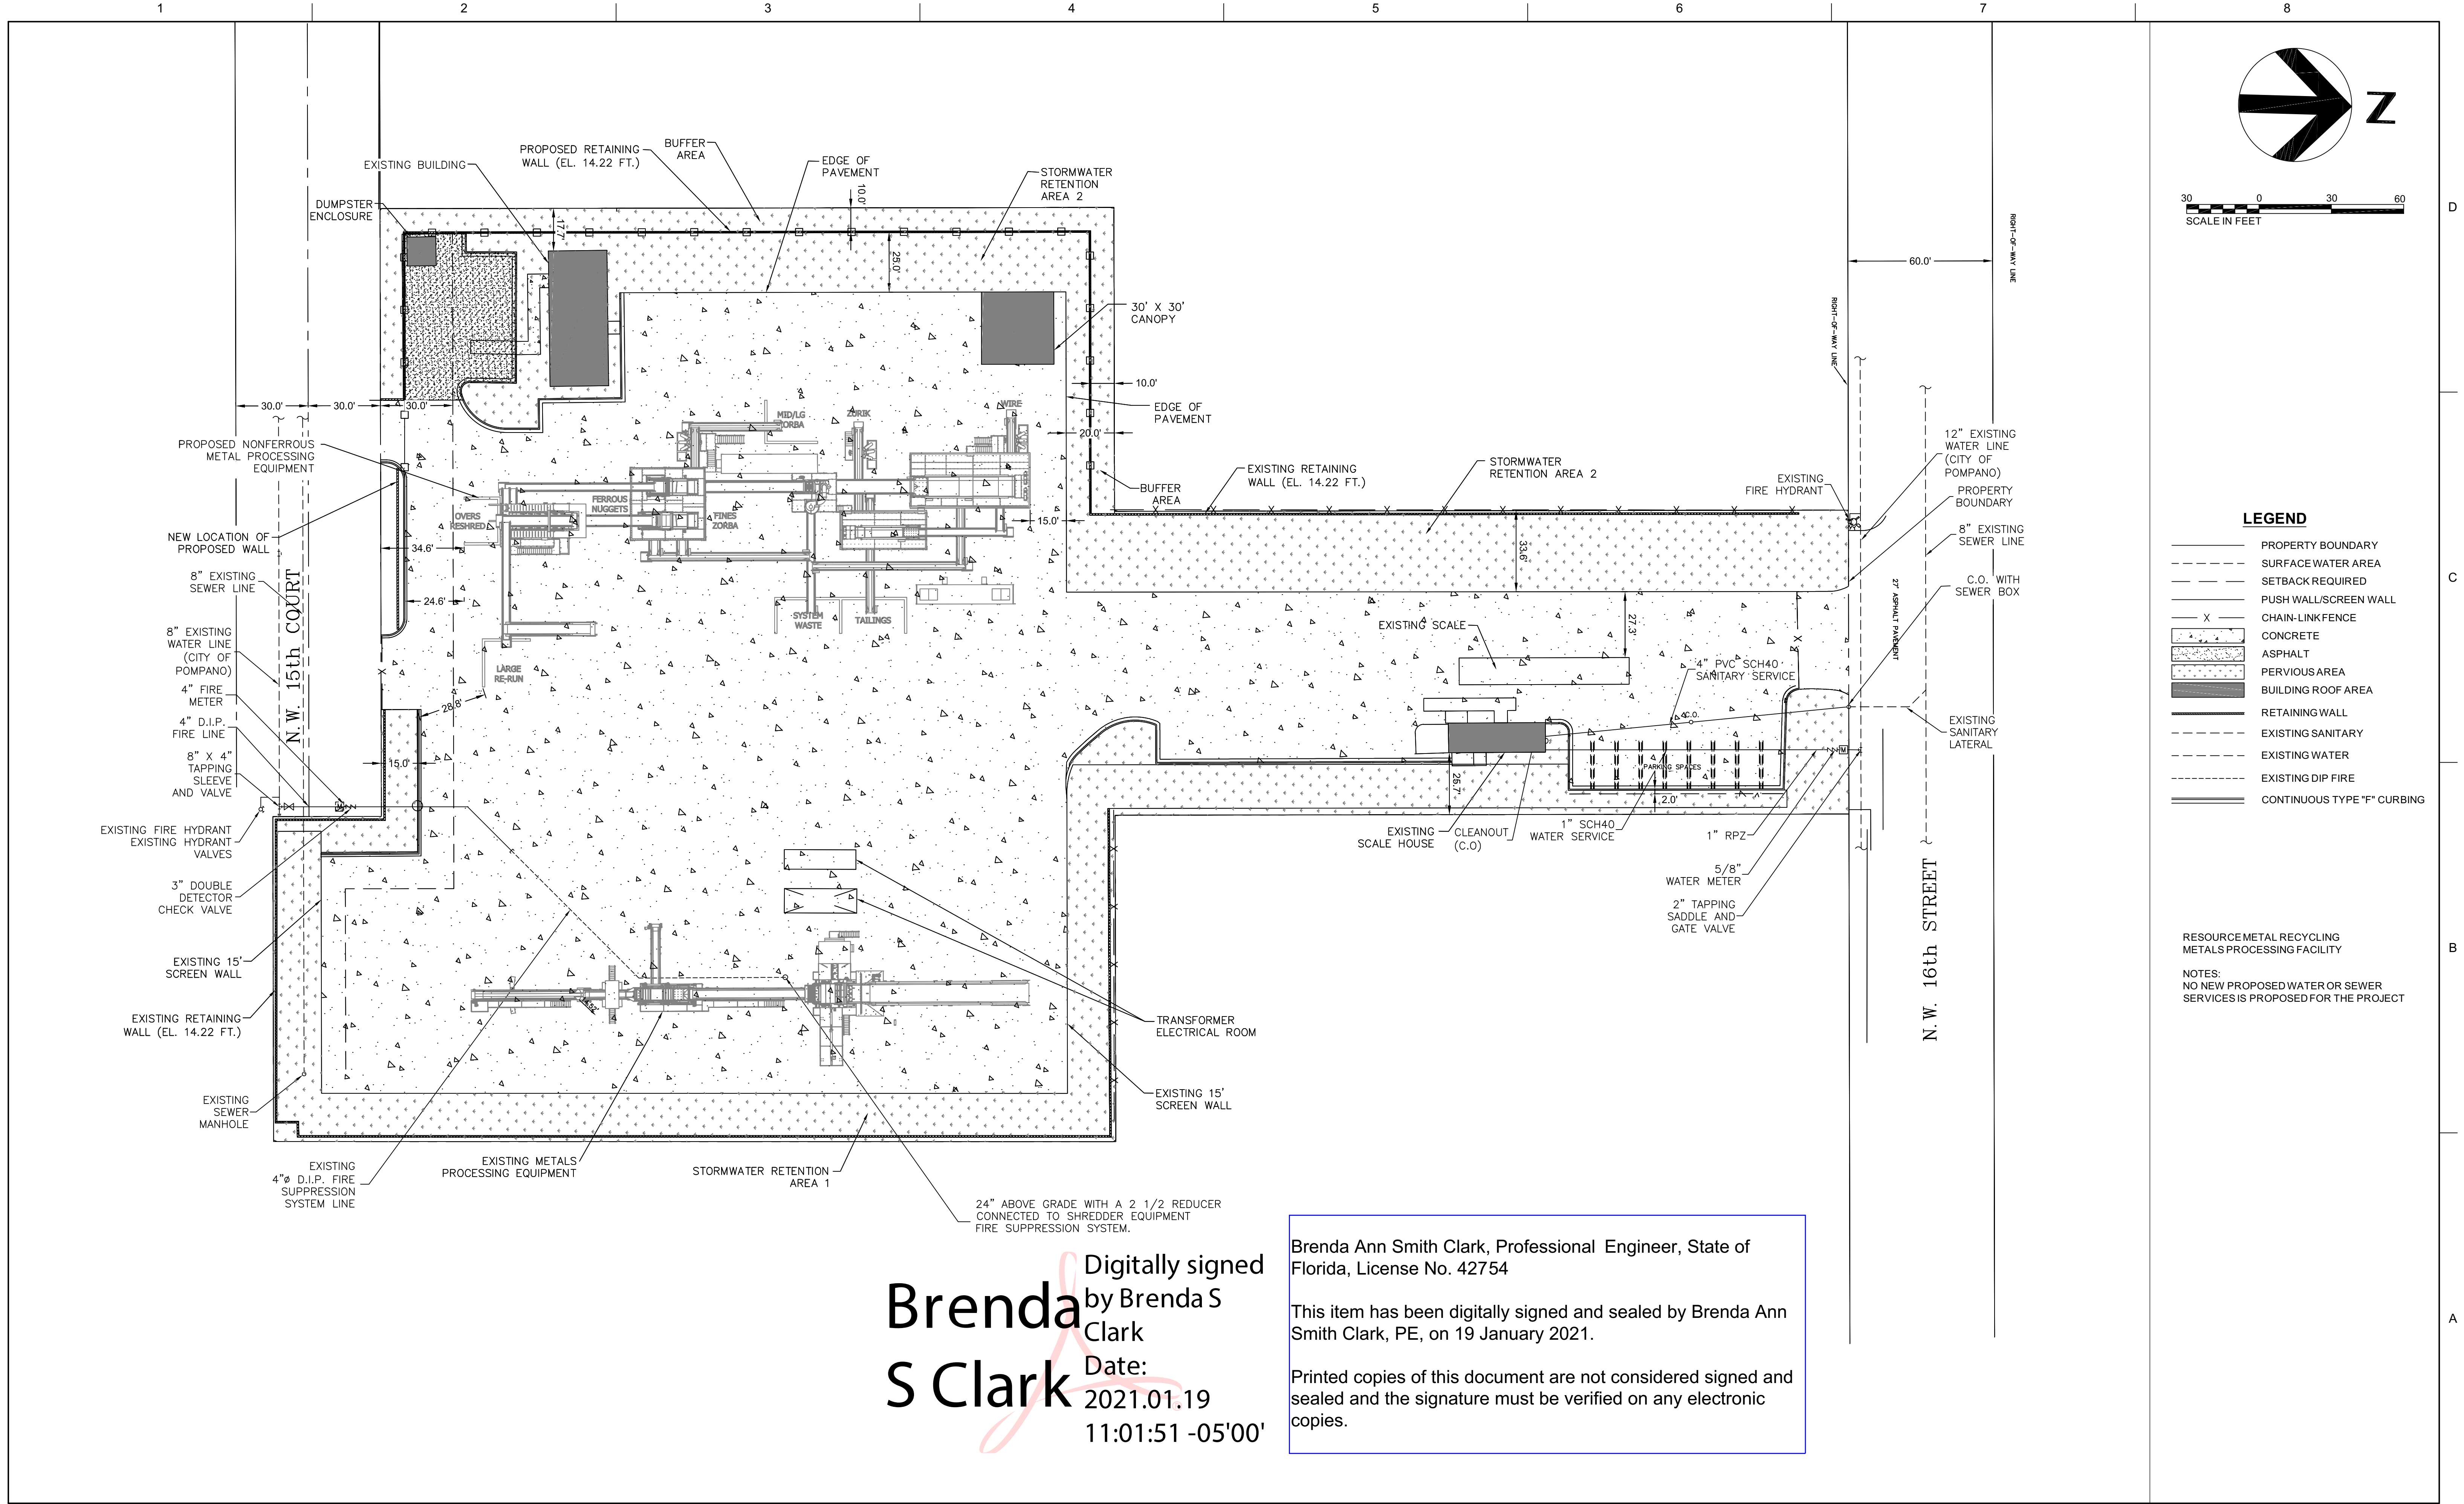 1 2 3 4 5 6 7 8
D
C
B
A
Z
30 0 30 60
SCALE IN FEET
LEGEND
PROPERTY BOUNDARY
SURFACE WATER AREA
SETBACK REQUIRED
PUSH WALL/SCREEN WALL
X CHAIN-LINK FENCE
CONCRETE
ASPHALT
PERVIOUS AREA
BUILDING ROOF AREA
RETAINING WALL
EXISTING SANITARY
EXISTING WATER
EXISTING DIP FIRE
CONTINUOUS TYPE "F" CURBING
RESOURCE METAL RECYCLING
METALS PROCESSING FACILITY
NOTES:
NO NEW PROPOSED WATER OR SEWER
SERVICES IS PROPOSED FOR THE PROJECT
EXISTING BUILDING
PROPOSED RETAINING
WALL (EL. 14.22 FT.)
BUFFER
AREA
EDGE OF
PAVEMENT
STORMWATER
RETENTION
AREA 2
DUMPSTER
ENCLOSURE
17.7'
10.0'
25.0'
30' X 30'
CANOPY
10.0'
EDGE OF
PAVEMENT
20.0'
BUFFER
AREA
15.0'
30.0'
30.0'
30.0'
PROPOSED NONFERROUS
METAL PROCESSING
EQUIPMENT
NEW LOCATION OF
PROPOSED WALL
8" EXISTING
SEWER LINE
N.W. 15th COURT
8" EXISTING
WATER LINE
(CITY OF
POMPANO)
4" FIRE
METER
4" D.I.P.
FIRE LINE
8" X 4"
TAPPING
SLEEVE
AND VALVE
EXISTING FIRE HYDRANT
EXISTING HYDRANT
VALVES
3" DOUBLE
DETECTOR
CHECK VALVE
EXISTING 15'
SCREEN WALL
EXISTING RETAINING
WALL (EL. 14.22 FT.)
EXISTING
SEWER
MANHOLE
EXISTING
4"ø D.I.P. FIRE
SUPPRESSION
SYSTEM LINE
EXISTING METALS
PROCESSING EQUIPMENT
STORMWATER RETENTION
AREA 1
24" ABOVE GRADE WITH A 2 1/2 REDUCER
CONNECTED TO SHREDDER EQUIPMENT
FIRE SUPPRESSION SYSTEM.
34.6'
24.6'
28.8'
15.0'
MID/LG
ZORBA
ZURIK
WIRE
OVERS
RESHRED
FERROUS
NUGGETS
FINES
ZORBA
SYSTEM
WASTE
TAILINGS
LARGE
RE-RUN
TRANSFORMER
ELECTRICAL ROOM
EXISTING 15'
SCREEN WALL
EXISTING RETAINING
WALL (EL. 14.22 FT.)
STORMWATER
RETENTION AREA 2
33.6'
27.3'
EXISTING SCALE
4" PVC SCH40
SANITARY SERVICE
C.O.
PARKING SPACES
2.0'
26.7'
EXISTING
SCALE HOUSE
CLEANOUT
(C.O)
1" SCH40
WATER SERVICE
1" RPZ
5/8"
WATER METER
2" TAPPING
SADDLE AND
GATE VALVE
EXISTING
FIRE HYDRANT
RIGHT-OF-WAY LINE
RIGHT-OF-WAY LINE
60.0'
12" EXISTING
WATER LINE
(CITY OF
POMPANO)
PROPERTY
BOUNDARY
8" EXISTING
SEWER LINE
C.O. WITH
SEWER BOX
27' ASPHALT PAVEMENT
EXISTING
SANITARY
LATERAL
N.W. 16th STREET
Brenda
S Clark
Digitally signed
by Brenda S
Clark
Date:
2021.01.19
11:01:51 -05'00'
Brenda Ann Smith Clark, Professional Engineer, State of
Florida, License No. 42754
This item has been digitally signed and sealed by Brenda Ann
Smith Clark, PE, on 19 January 2021.
Printed copies of this document are not considered signed and
sealed and the signature must be verified on any electronic
copies.